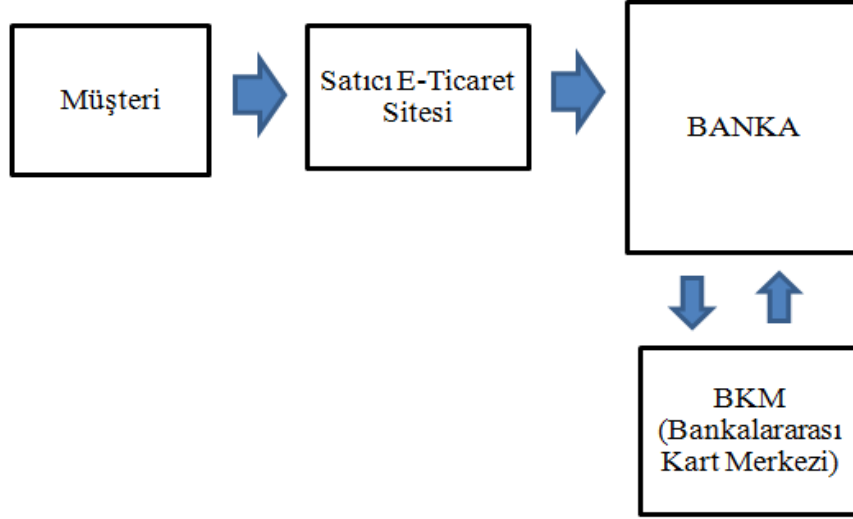 Müşteri
Satıcı E-Ticaret
Sitesi
BANKA
BKM
(Bankalararası
Kart Merkezi)